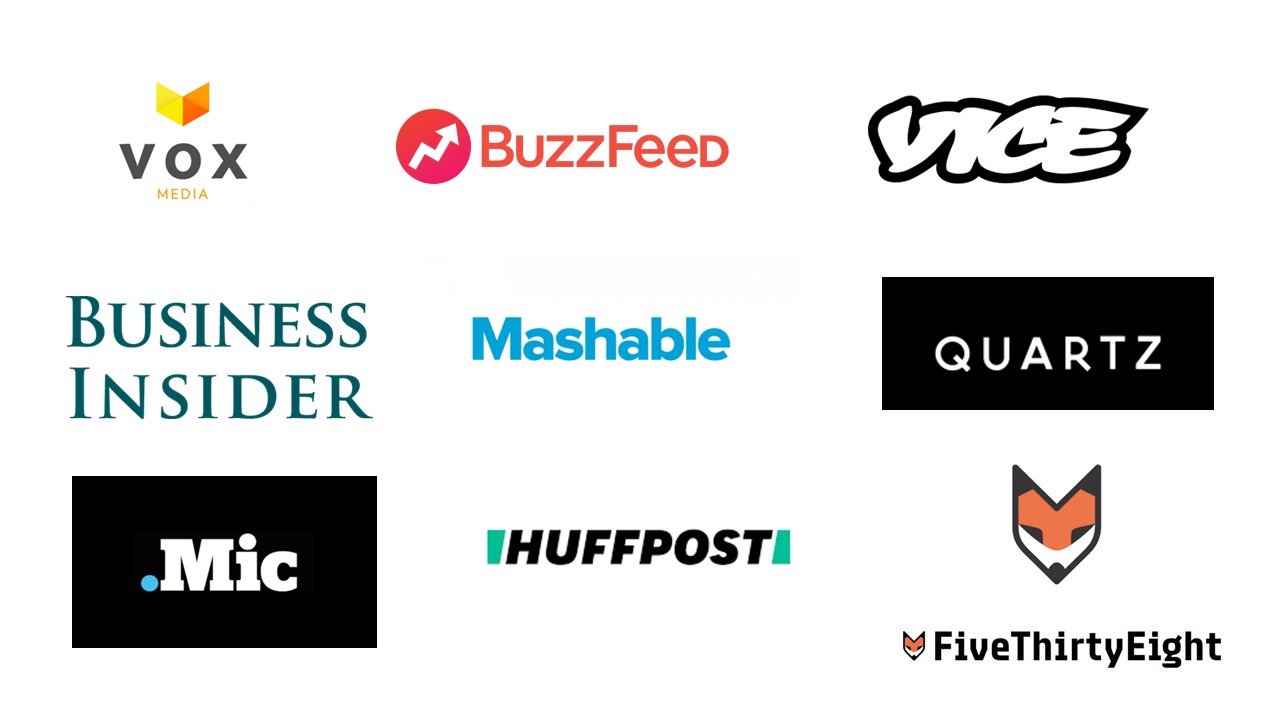 VOX
MEDIA
BUZZFEED
VICE
BUSINESS
INSIDER
Mashable
QUARTZ
.Mic
HUFFPOST
FiveThirtyEight